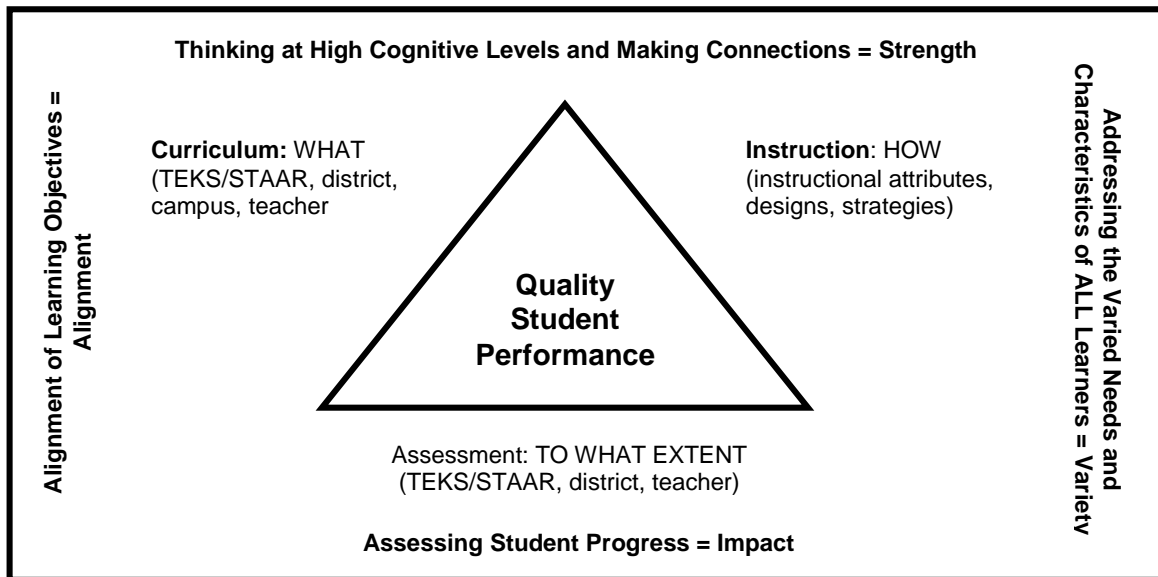 Thinking at High Cognitive Levels and Making Connections = Strength
Alignment of Learning Objectives =
Alignment
Curriculum: WHAT
(TEKS/STAAR, district,
campus, teacher
Instruction: HOW
(instructional attributes,
designs, strategies)
Addressing the Varied Needs and
Characteristics of ALL Learners = Variety
Quality
Student
Performance
Assessment: TO WHAT EXTENT
(TEKS/STAAR, district, teacher)
Assessing Student Progress = Impact